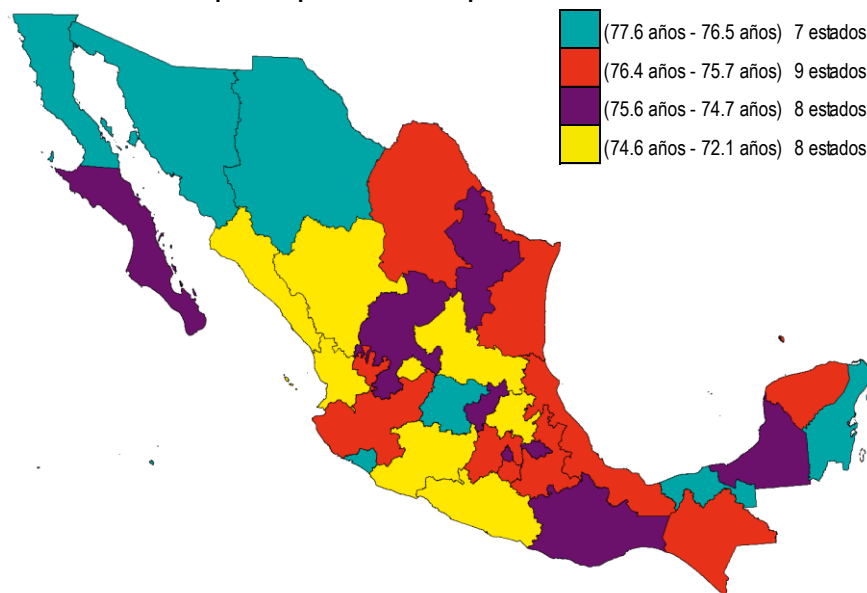 (77.6 años - 76.5 años) 7 estados
(76.4 años - 75.7 años) 9 estados
(75.6 años - 74.7 años) 8 estados
(74.6 años - 72.1 años) 8 estados